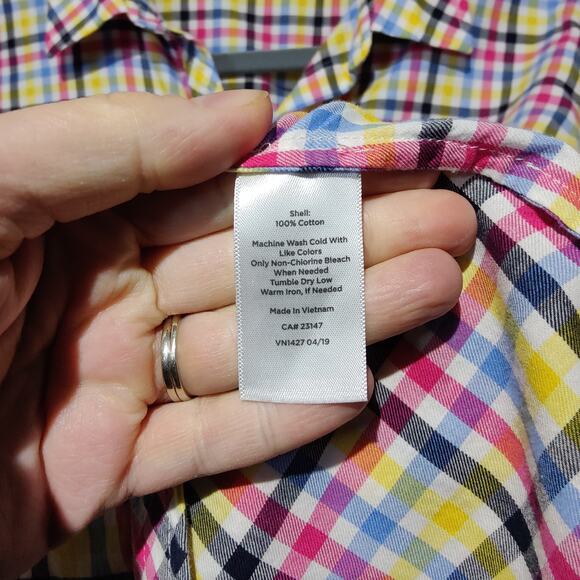 Shell:
100% Cotton
Machine Wash Cold With
Like Colors
Only Non-Chlorine Bleach
When Needed
Tumble Dry Low
Warm Iron, If Needed
Made In Vietnam
CA# 23147
VN1427 04/19